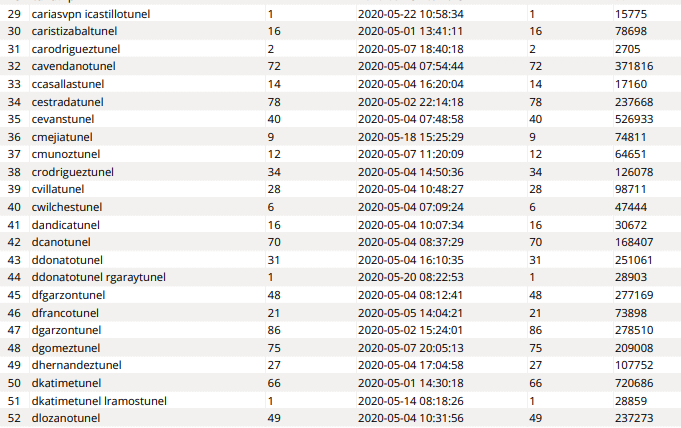 29 cariasvpn icastillotunel 1 2020-05-22 10:58:34 1 15775
30 caristizabaltunel 16 2020-05-01 13:41:11 16 78698
31 carodrigueztunel 2 2020-05-07 18:40:18 2 2705
32 cavendanotunel 72 2020-05-04 07:54:44 72 371816
33 ccasallastunel 14 2020-05-04 16:20:04 14 17160
34 cestradatunel 78 2020-05-02 22:14:18 78 237668
35 cevanstunel 40 2020-05-04 07:48:58 40 526933
36 cmejiatunel 9 2020-05-18 15:25:29 9 74811
37 cmunoztunel 12 2020-05-07 11:20:09 12 64651
38 crodrigueztunel 34 2020-05-04 14:50:36 34 126078
39 cvillatunel 28 2020-05-04 10:48:27 28 98711
40 cwilchestunel 6 2020-05-04 07:09:24 6 47444
41 dandicatunel 16 2020-05-04 10:07:34 16 30672
42 dcanotunel 70 2020-05-04 08:37:29 70 168407
43 ddonatotunel 31 2020-05-04 16:10:35 31 251061
44 ddonatotunel rgaraytunel 1 2020-05-20 08:22:53 1 28903
45 dfgarzontunel 48 2020-05-04 08:12:41 48 277169
46 dfrancotunel 21 2020-05-05 14:04:21 21 73898
47 dgarzontunel 86 2020-05-02 15:24:01 86 278510
48 dgomeztunel 75 2020-05-07 20:05:13 75 209008
49 dhernandeztunel 27 2020-05-04 17:04:58 27 107752
50 dkatimetunel 66 2020-05-01 14:30:18 66 720686
51 dkatimetunel lramostunel 1 2020-05-14 08:18:26 1 28859
52 dlozanotunel 49 2020-05-04 10:31:56 49 237273